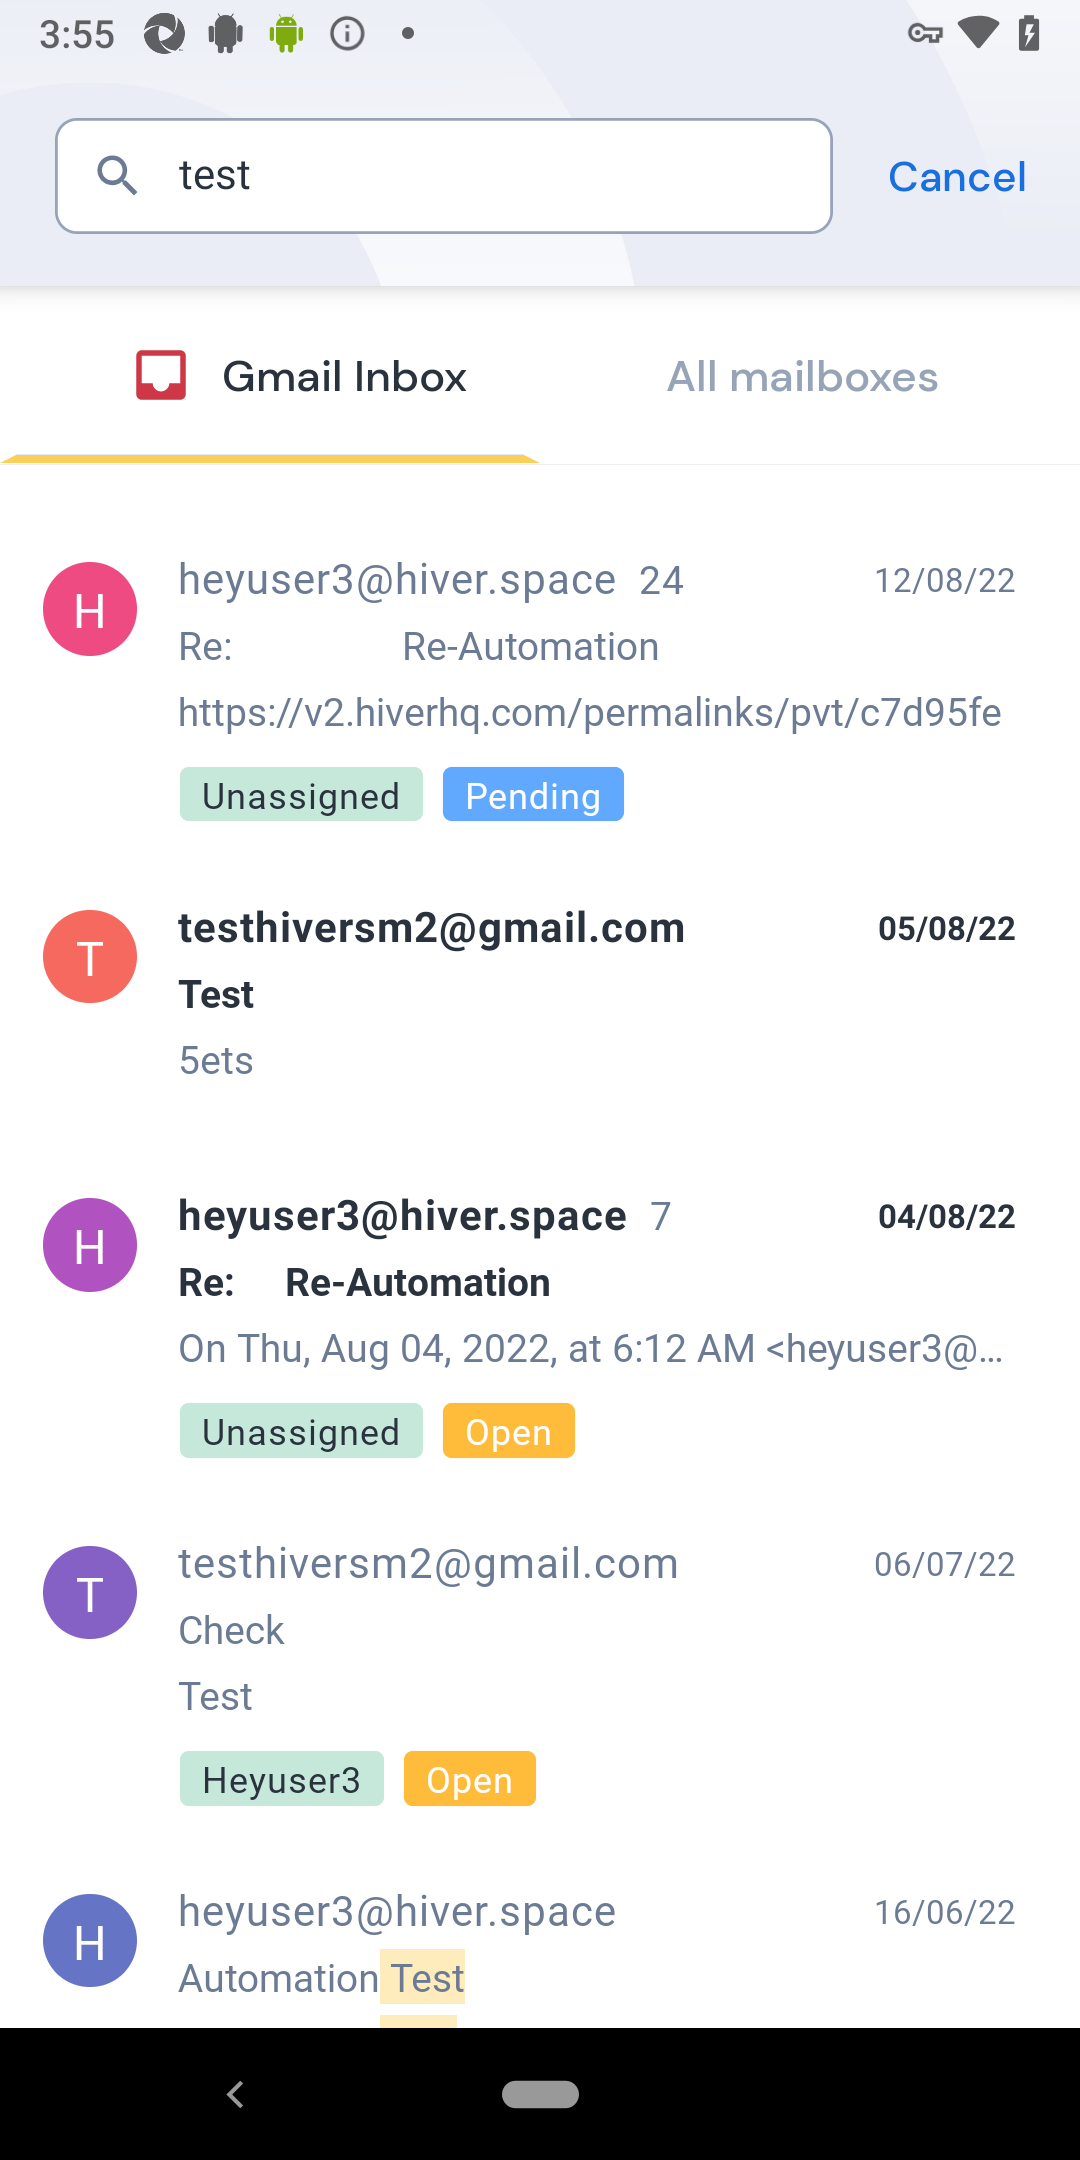 3:55
test
Cancel
Gmail Inbox
All mailboxes
H
heyuser3@hiver.space 24 12/08/22
Re: Re-Automation
https://v2.hiverhq.com/permalinks/pvt/c7d95fe
Unassigned Pending
T
testhiversm2@gmail.com 05/08/22
Test
5ets
H
heyuser3@hiver.space 7 04/08/22
Re: Re-Automation
On Thu, Aug 04, 2022, at 6:12 AM <heyuser3@...
Unassigned Open
T
testhiversm2@gmail.com 06/07/22
Check
Test
Heyuser3 Open
H
heyuser3@hiver.space 16/06/22
Automation Test